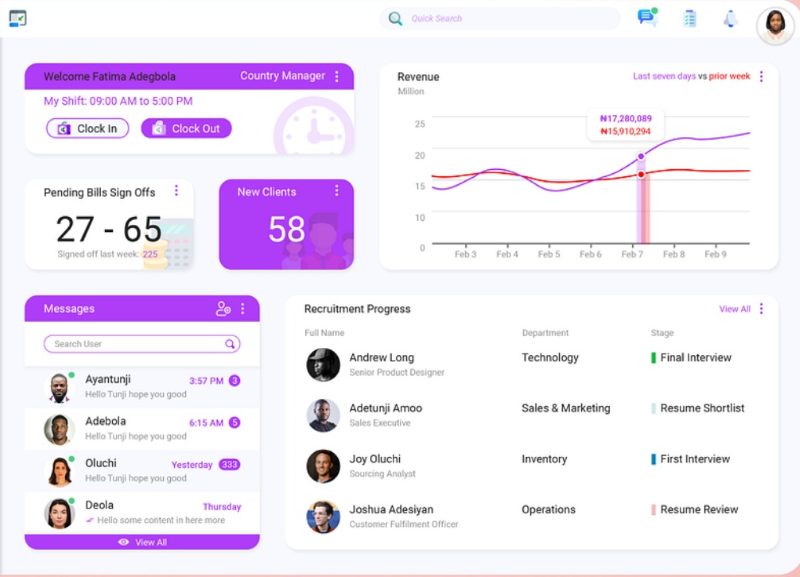 Quick Search
Welcome Fatima Adegbola
Country Manager
My Shift: 09:00 AM to 5:00 PM
Clock In
Clock Out
Pending Bills Sign Offs
27 - 65
Signed off last week: 225
New Clients
58
Revenue
Last seven days vs prior week
Million
₦17,280,089
₦15,910,294
25
20
15
10
0
Feb 3
Feb 4
Feb 5
Feb 6
Feb 7
Feb 8
Feb 9
Messages
Search User
Ayantunji
3:57 PM
3
Hello Tunji hope you good
Adebola
6:15 AM
5
Hello Tunji hope you good
Oluchi
Yesterday
333
Hello Tunji hope you good
Deola
Thursday
Hello some content in here more
View All
Recruitment Progress
View All
Full Name
Department
Stage
Andrew Long
Senior Product Designer
Technology
Final Interview
Adetunji Amoo
Sales Executive
Sales & Marketing
Resume Shortlist
Joy Oluchi
Sourcing Analyst
Inventory
First Interview
Joshua Adesiyan
Customer Fulfilment Officer
Operations
Resume Review